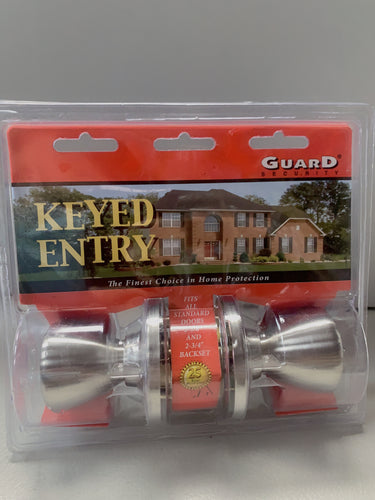 GUARD®
SECURITY
KEYED
ENTRY
The Finest Choice in Home Protection
FITS
ALL
STANDARD
DOORS
AND
2-3/4"
BACKSET
25